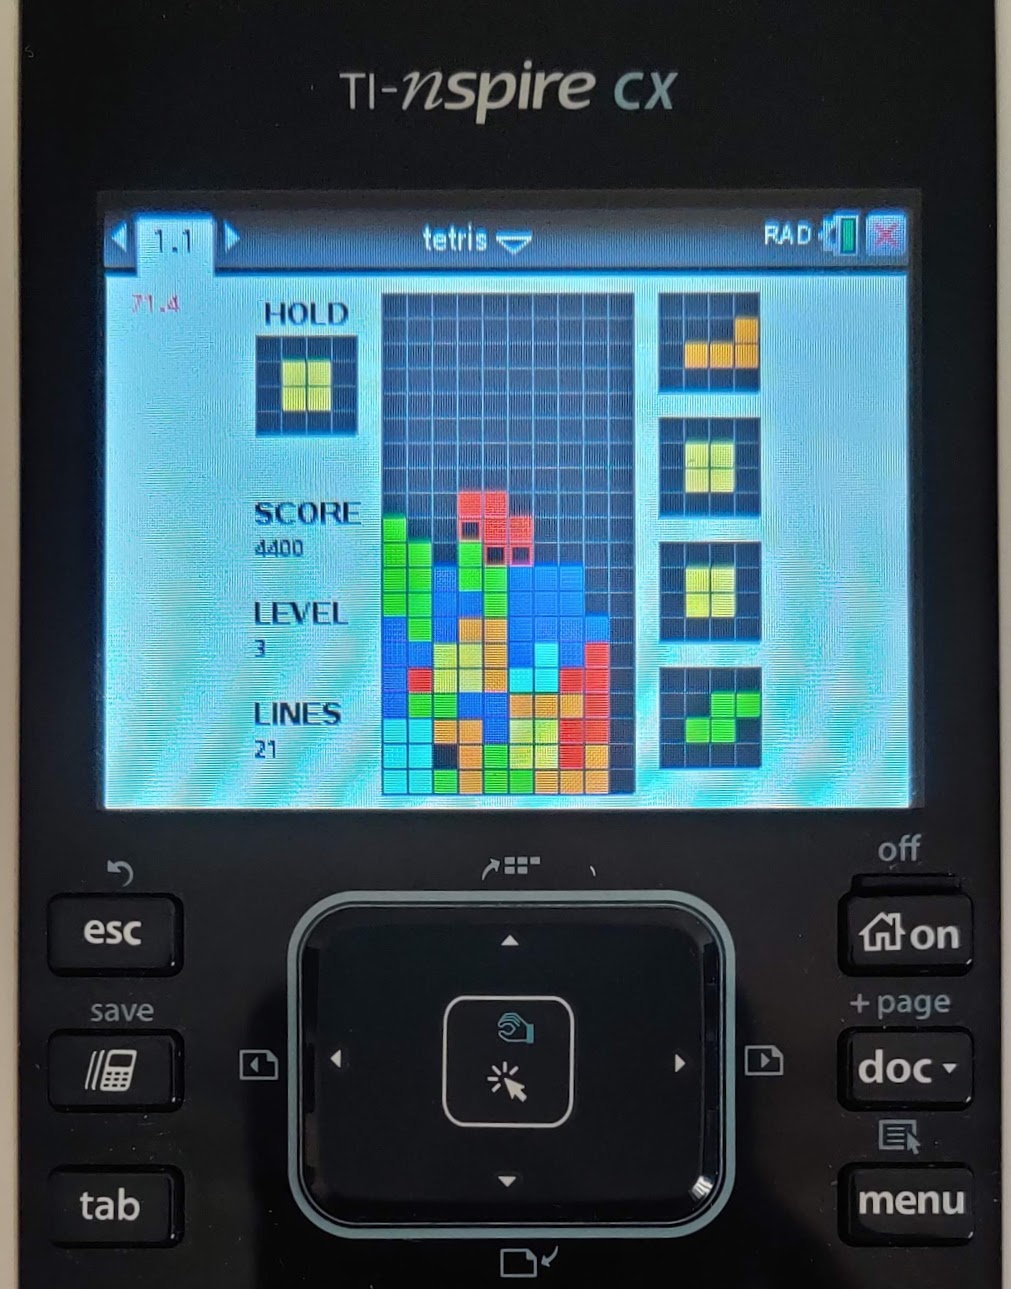 TI-nspire CX
1.1
tetris
RAD
71.4
HOLD
SCORE
4400
LEVEL
3
LINES
21
off
esc
on
save
+ page
doc
tab
menu